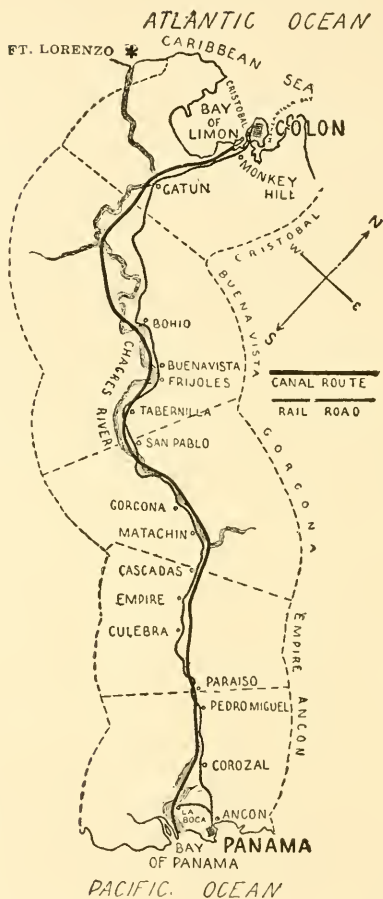 ATLANTIC OCEAN
FT. LORENZO
CARIBBEAN
SEA
CRISTOBAL
BAY
OF
LIMON
COLON
MONKEY
HILL
GATUN
CRISTOBAL
N
W
E
S
BUENAVISTA
BOHIO
CHAGRES
RIVER
BUENAVISTA
FRIJOLES
CANAL ROUTE
RAIL ROAD
TABERNILLA
SAN PABLO
GORGONA
GORCONA
MATACHIN
CASCADAS
EMPIRE
CULEBRA
EMPIRE
PARAISO
PEDRO MIGUEL
ANCON
COROZAL
LA
BOCA
ANCON
BAY
OF PANAMA
PANAMA
PACIFIC. OCEAN